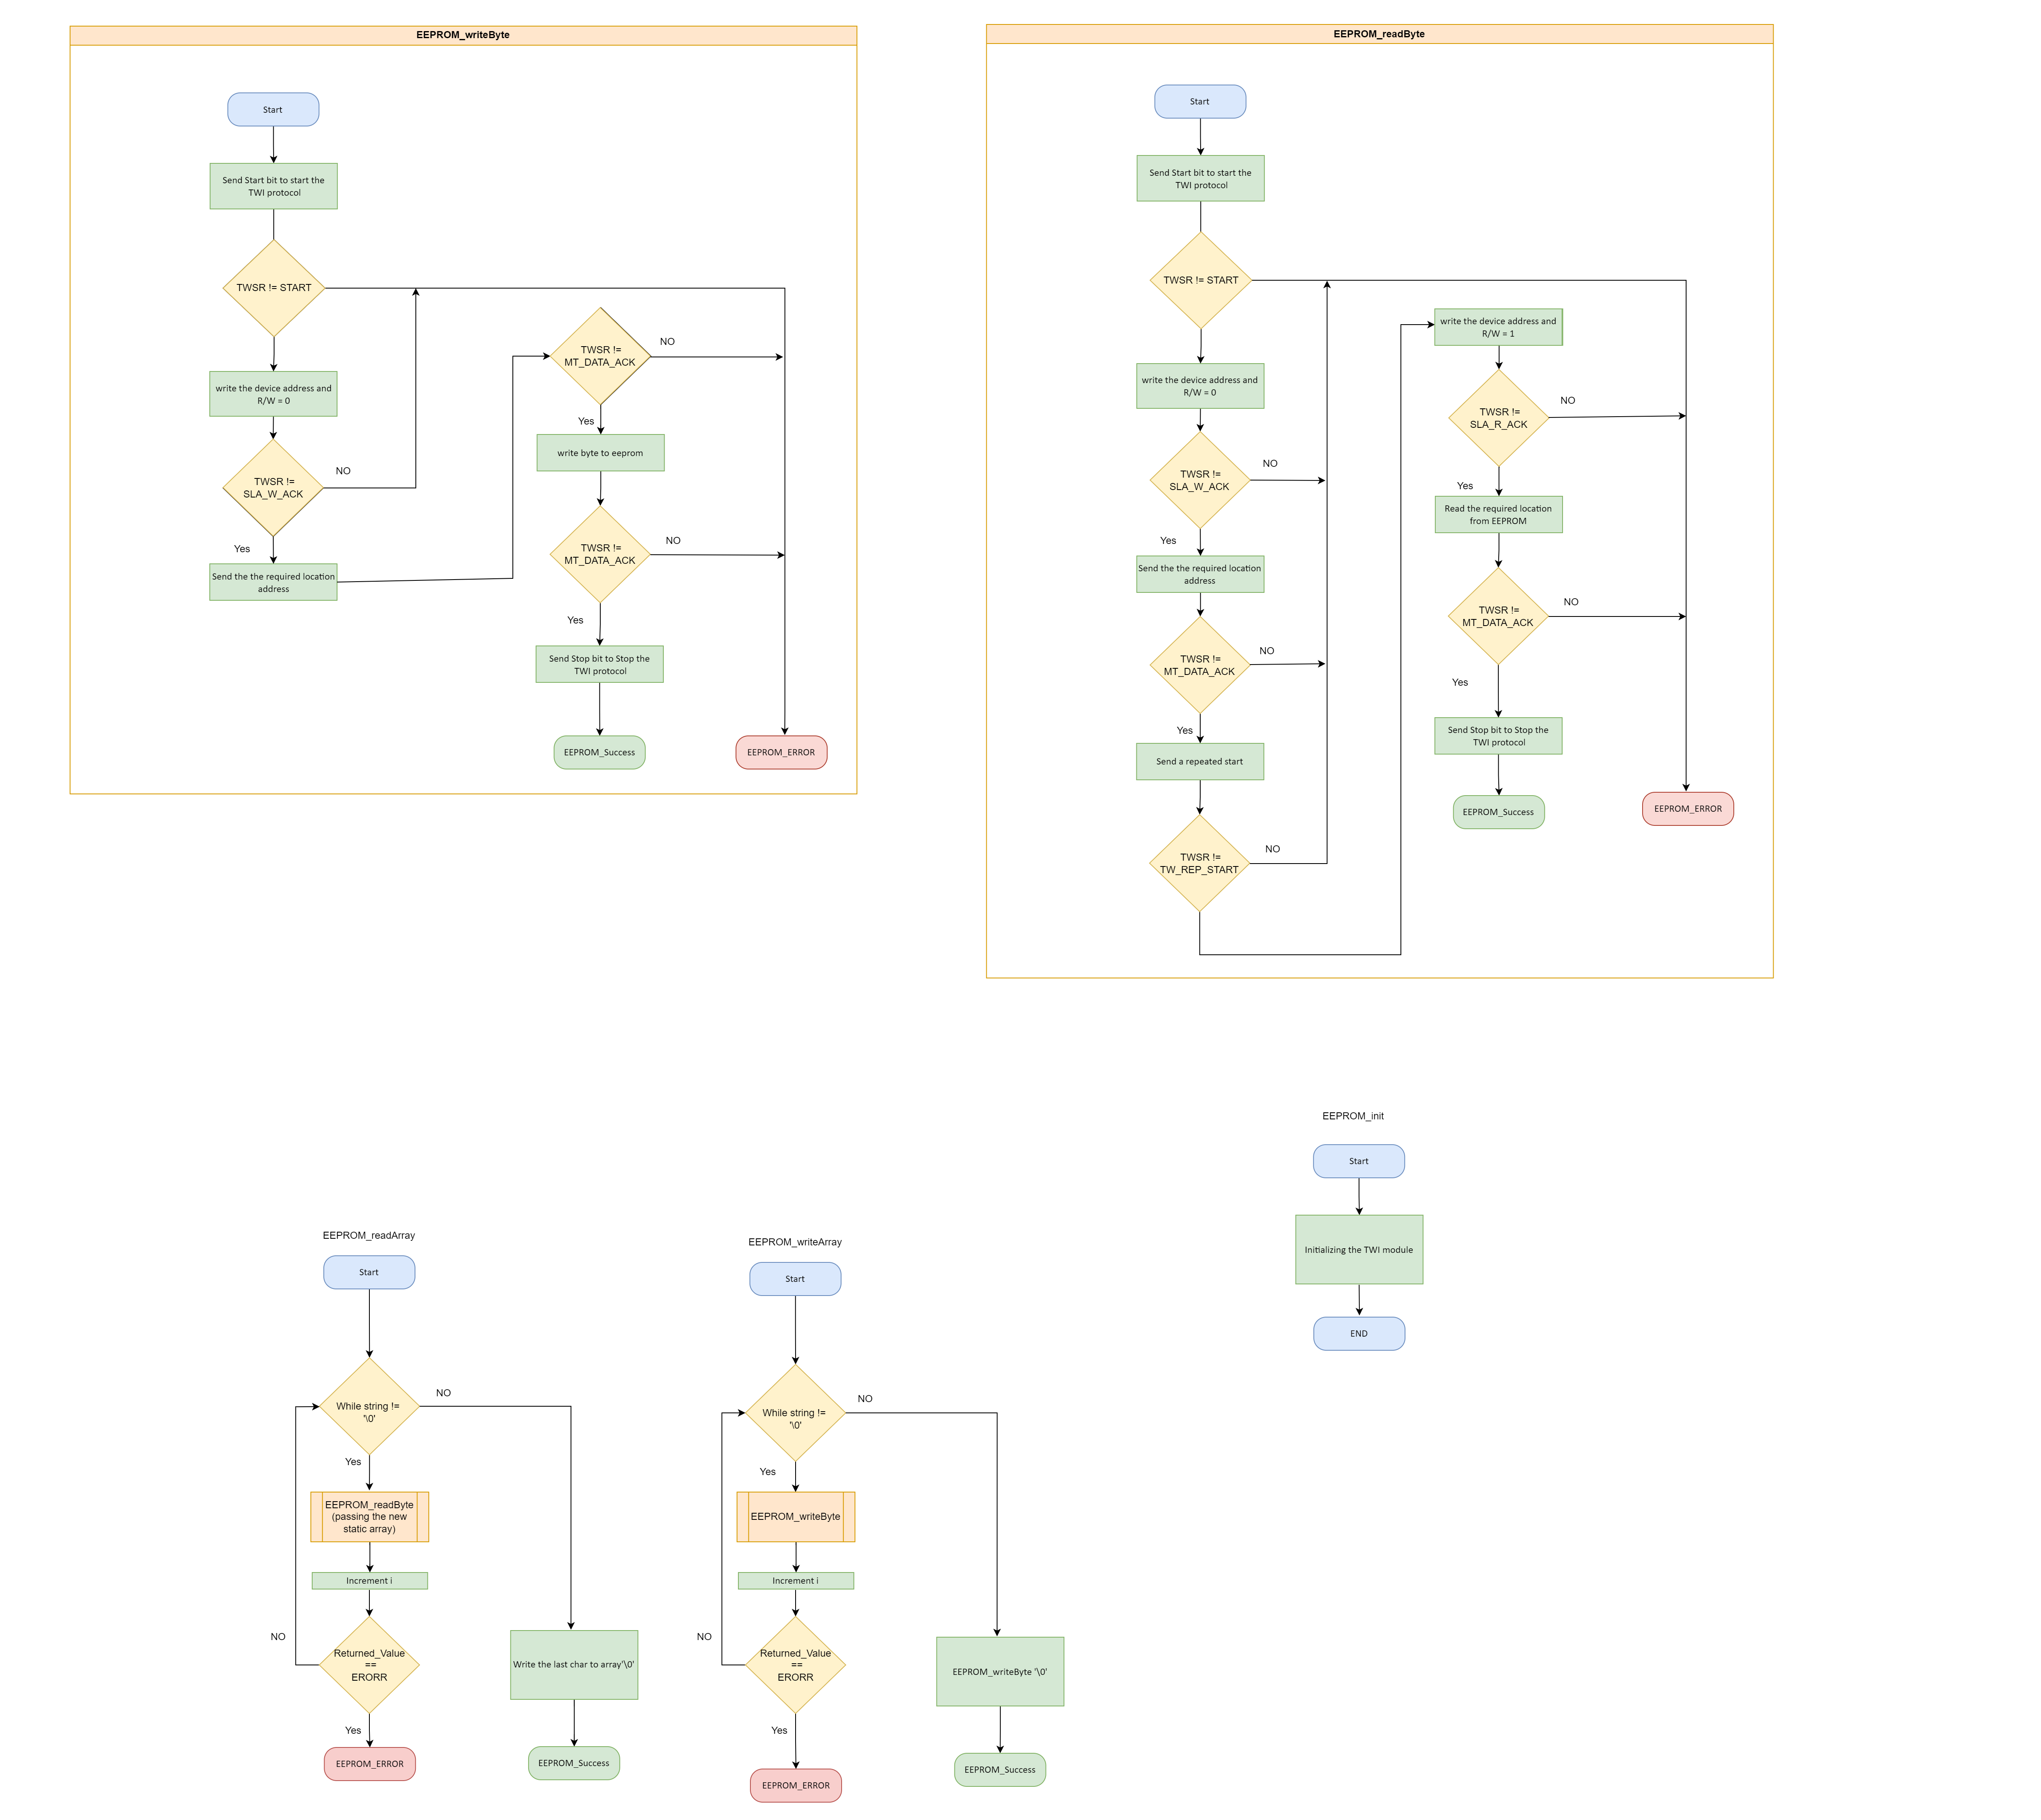 EEPROM_writeByte
Start
Send Start bit to start the
TWI protocol
TWSR != START
write the device address and
R/W = 0
TWSR !=
SLA_W_ACK
NO
Yes
Send the the required location
address
TWSR !=
MT_DATA_ACK
NO
Yes
write byte to eeprom
TWSR !=
MT_DATA_ACK
NO
Yes
Send Stop bit to Stop the
TWI protocol
EEPROM_Success
EEPROM_ERROR
EEPROM_readByte
Start
Send Start bit to start the
TWI protocol
TWSR != START
write the device address and
R/W = 0
TWSR !=
SLA_W_ACK
NO
Yes
Send the the required location
address
TWSR !=
MT_DATA_ACK
NO
Yes
Send a repeated start
TWSR !=
TW_REP_START
NO
write the device address and
R/W = 1
TWSR !=
SLA_R_ACK
NO
Yes
Read the required location
from EEPROM
TWSR !=
MT_DATA_ACK
NO
Yes
Send Stop bit to Stop the
TWI protocol
EEPROM_Success
EEPROM_ERROR
EEPROM_readArray
Start
While string !=
'\0'
NO
Yes
EEPROM_readByte
(passing the new
static array)
Increment i
Returned_Value
==
ERORR
NO
Yes
EEPROM_ERROR
Write the last char to array'\0'
EEPROM_Success
EEPROM_writeArray
Start
While string !=
'\0'
NO
Yes
EEPROM_writeByte
Increment i
Returned_Value
==
ERORR
NO
Yes
EEPROM_ERROR
EEPROM_writeByte '\0'
EEPROM_Success
EEPROM_init
Start
Initializing the TWI module
END